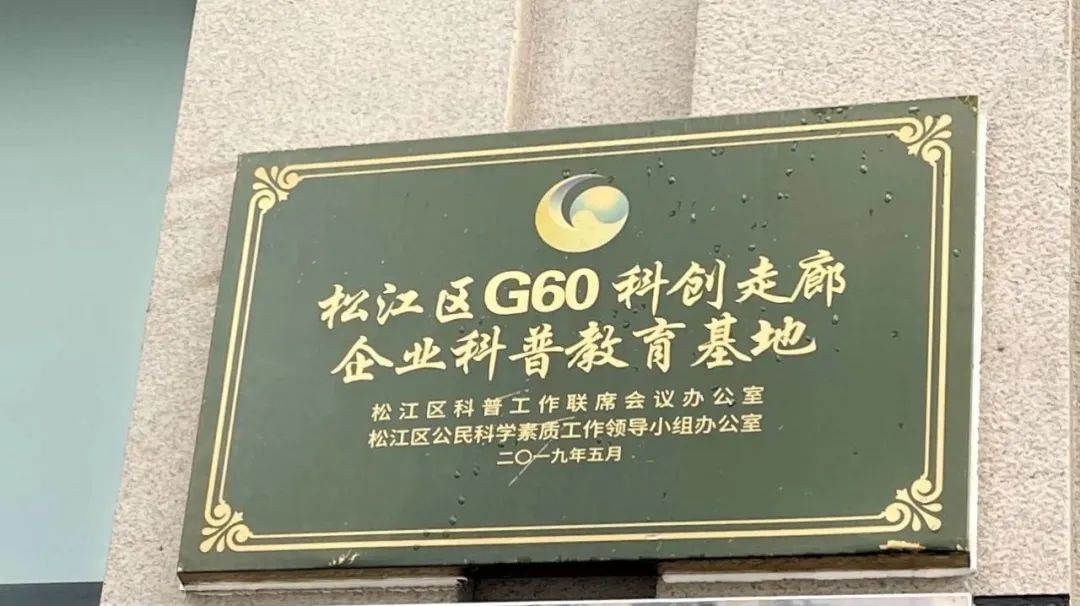 松江区G60科创走廊
企业科普教育基地
松江区科普工作联席会议办公室
松江区公民科学素质工作领导小组办公室
二〇一九年五月